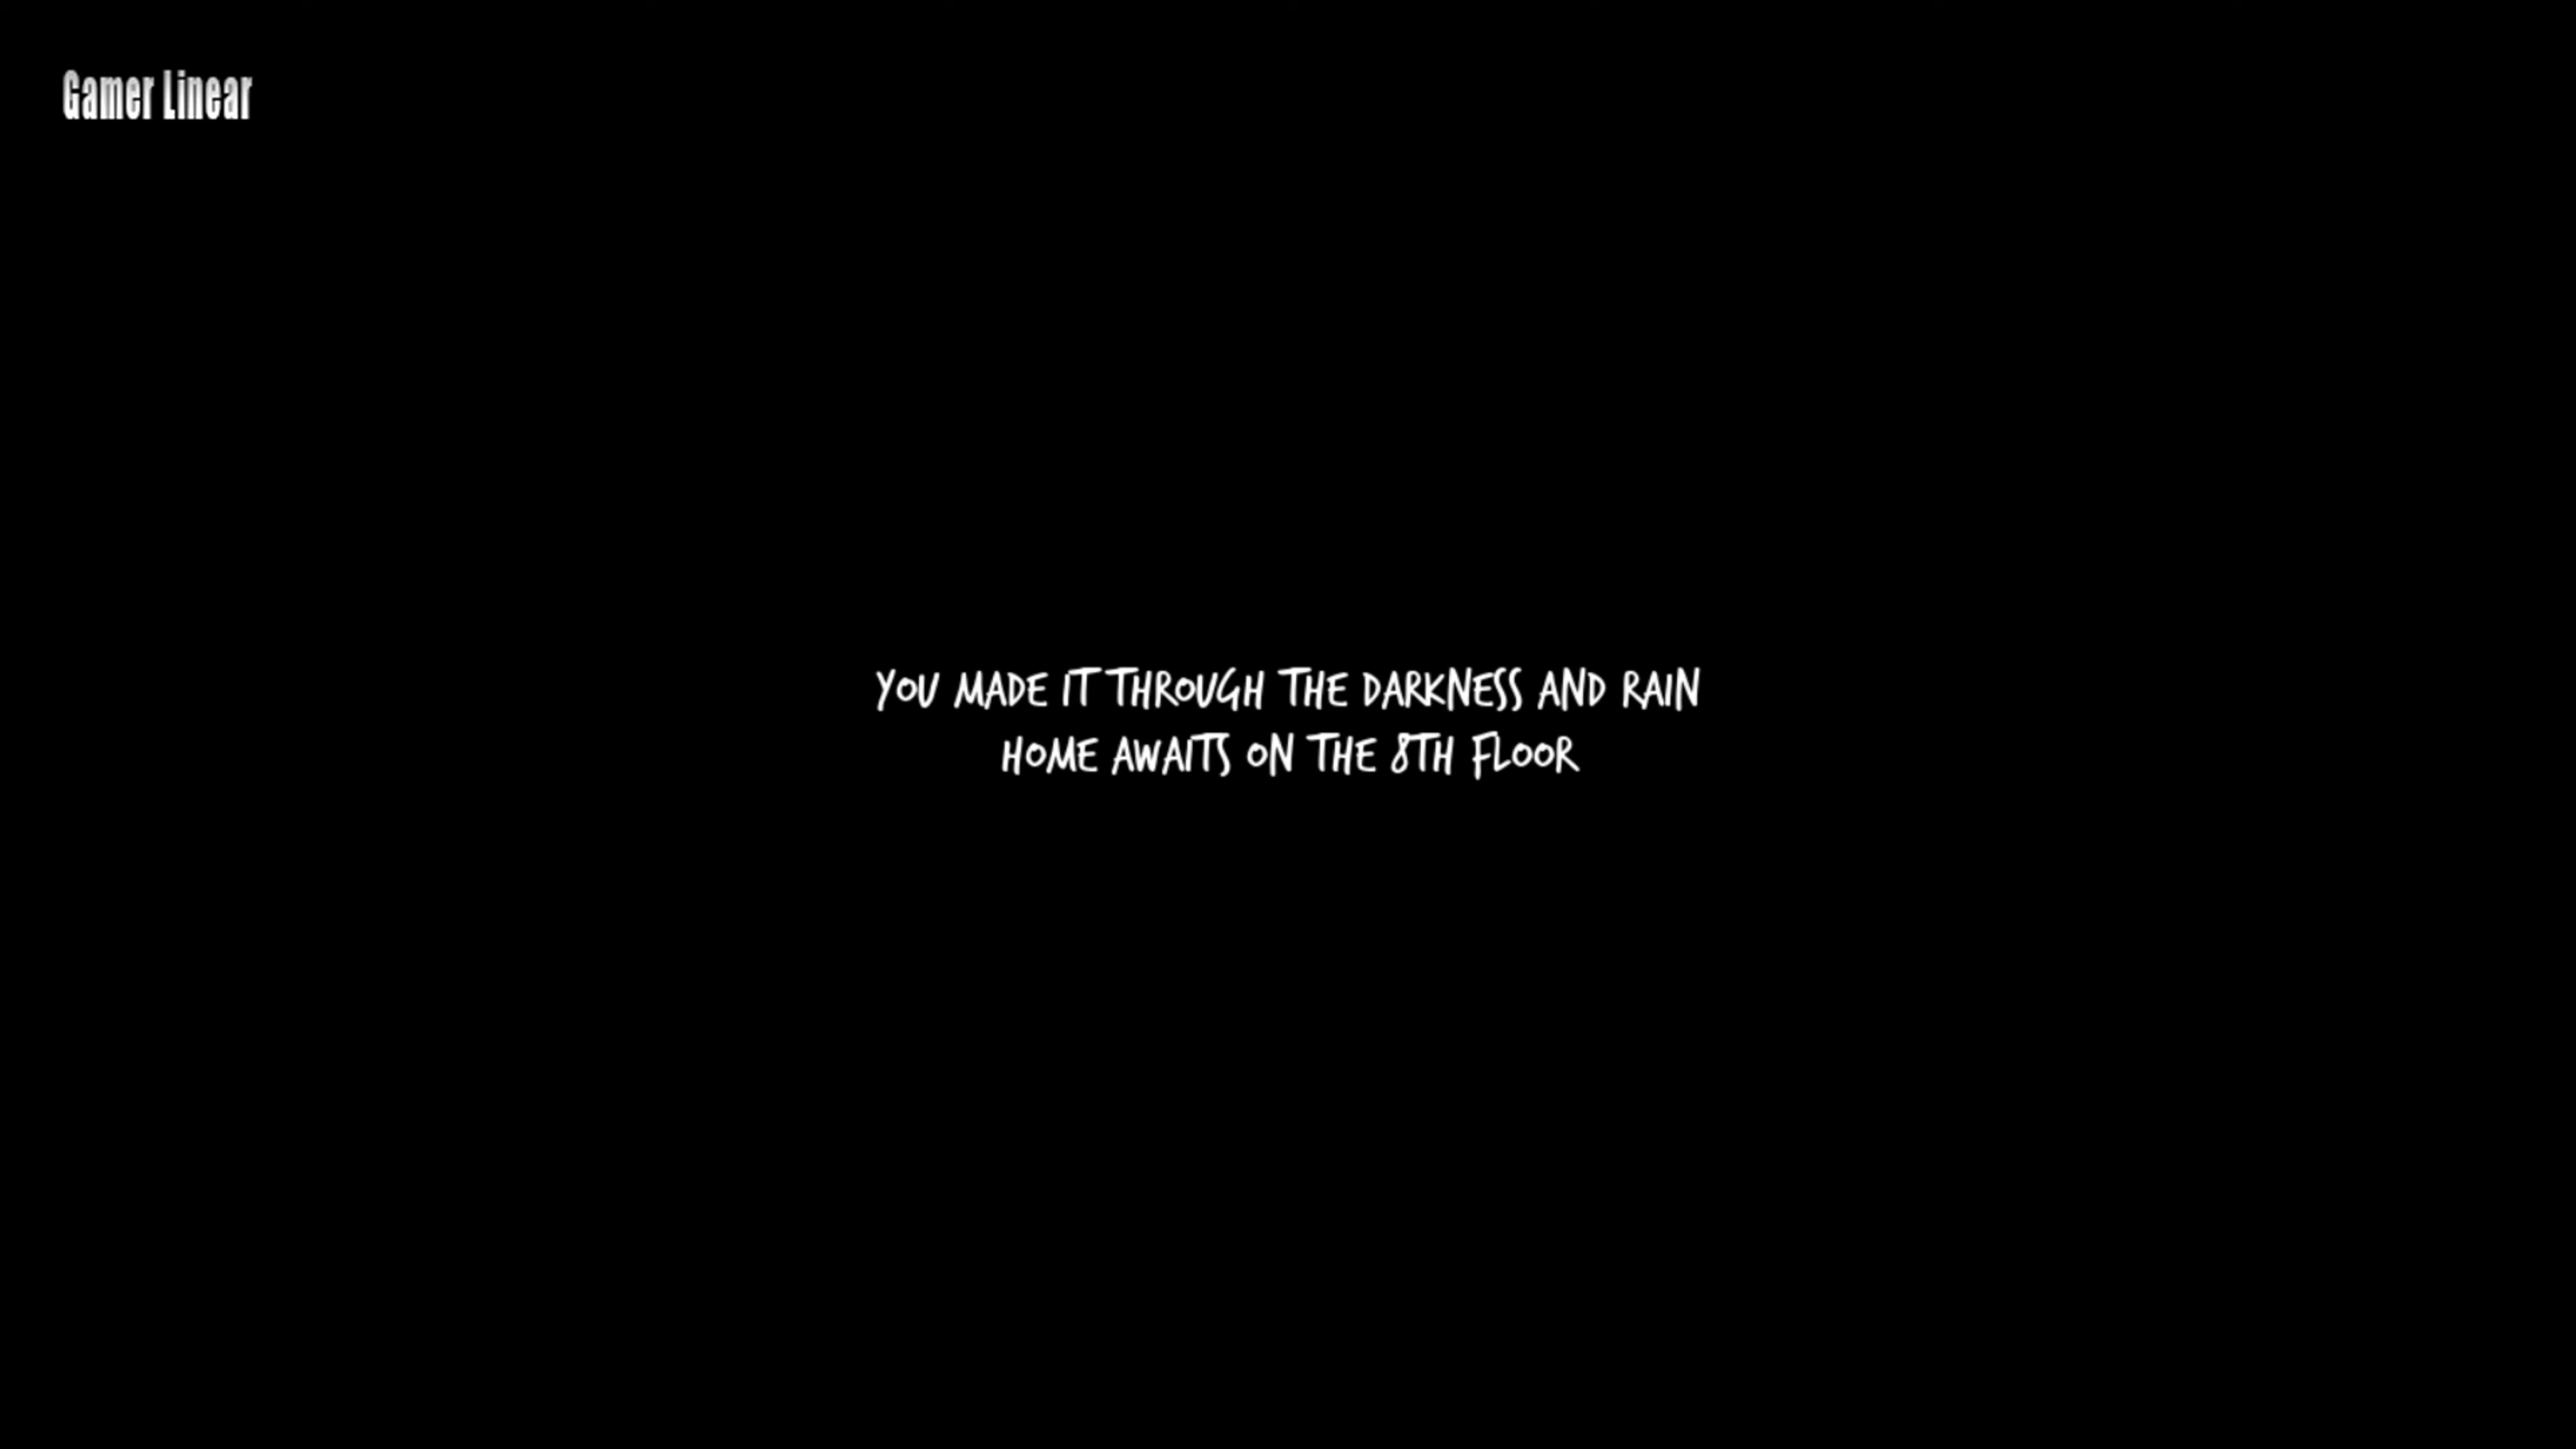 Gamer Linear
YOU MADE IT THROUGH THE DARKNESS AND RAIN
HOME AWAITS ON THE 8TH FLOOR